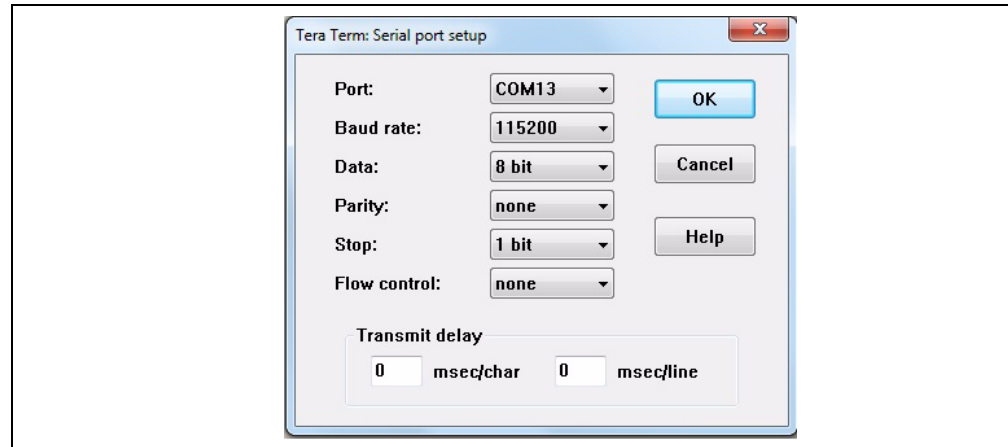 Tera Term: Serial port setup
Port: COM13 OK
Baud rate: 115200
Data: 8 bit Cancel
Parity: none
Stop: 1 bit Help
Flow control: none
Transmit delay
0 msec/char 0 msec/line